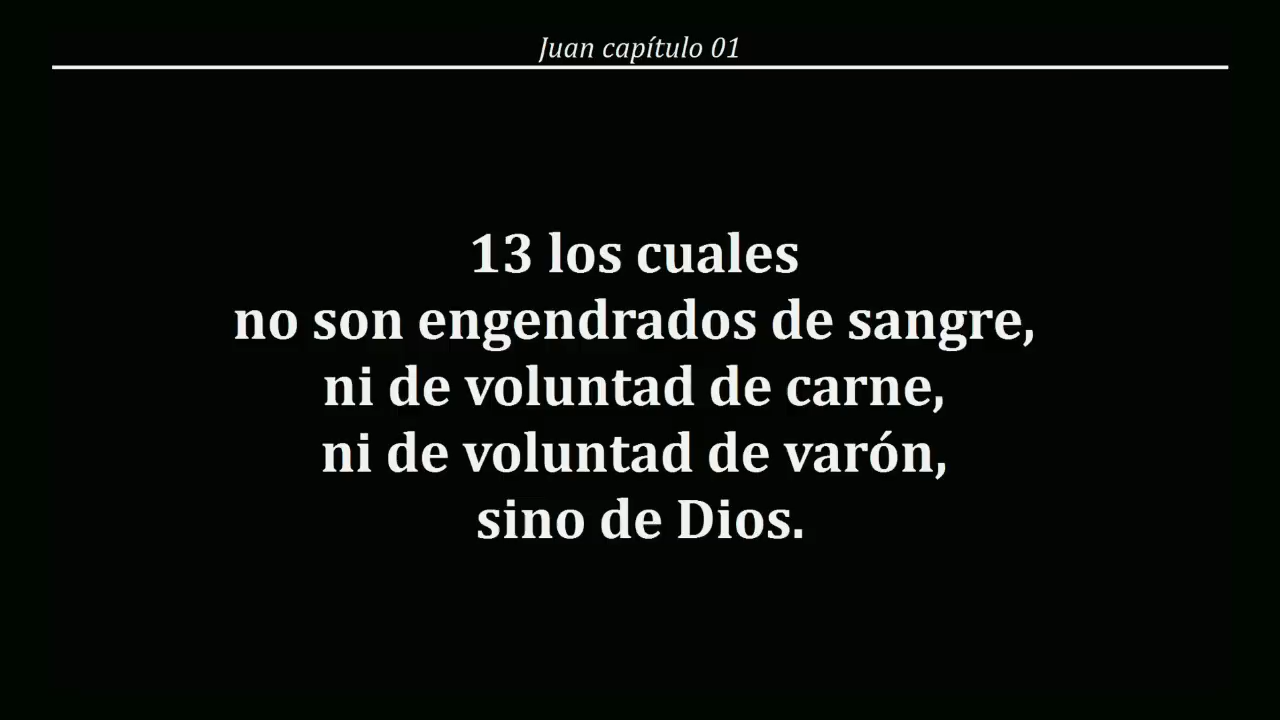 Juan capítulo 01
13 los cuales
no son engendrados de sangre,
ni de voluntad de carne,
ni de voluntad de varón,
sino de Dios.